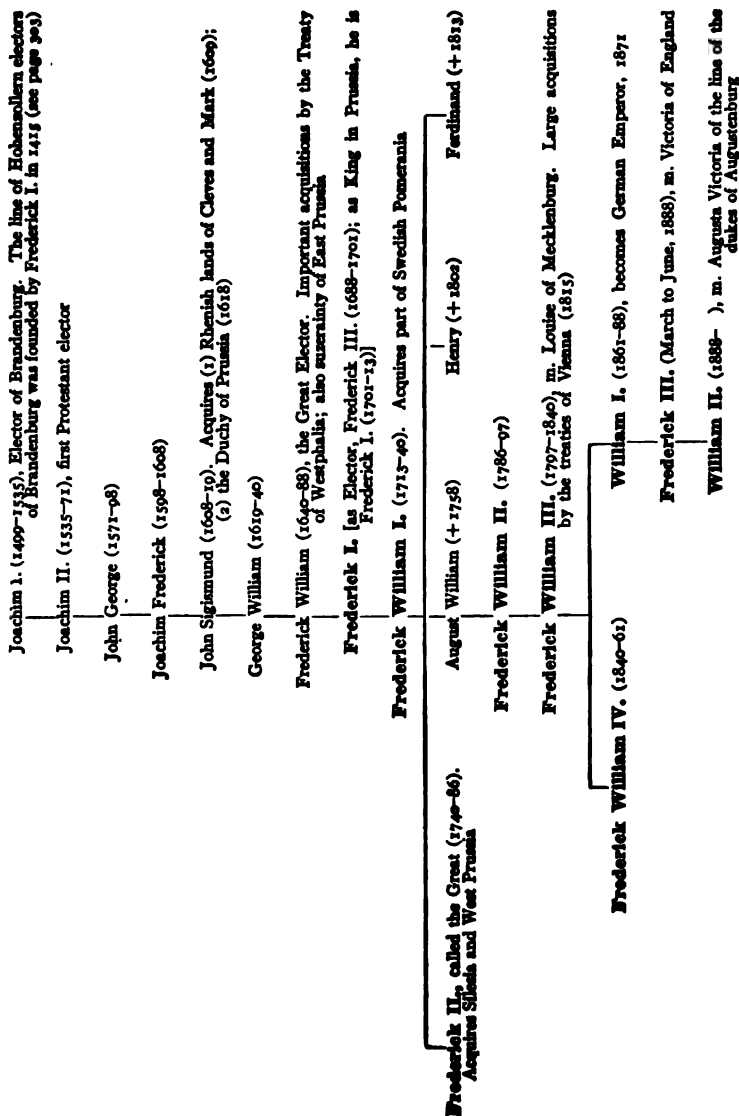 Joachim I. (1499-1535), Elector of Brandenburg. The line of Hohenzollern electors
of Brandenburg was founded by Frederick I. in 1415 (see page 303)
Joachim II. (1535-71), first Protestant elector
John George (1571-98)
Joachim Frederick (1598-1608)
John Sigismund (1608-19). Acquires (1) Rhenish lands of Cleves and Mark (1609);
(2) the Duchy of Prussia (1618)
George William (1619-40)
Frederick William (1640-88), the Great Elector. Important acquisitions by the Treaty
of Westphalia; also suzerainty of East Prussia
Frederick I. [as Elector, Frederick III. (1688-1701); as King in Prussia, he is
Frederick I. (1701-13)]
Frederick William I. (1713-40). Acquires part of Swedish Pomerania
Frederick II., called the Great (1740-86).
Acquires Silesia and West Prussia
August William (+1758)
Henry (+1802)
Ferdinand (+1813)
Frederick William II. (1786-97)
Frederick William III. (1797-1840), m. Louise of Mecklenburg. Large acquisitions
by the treaties of Vienna (1815)
Frederick William IV. (1840-61)
William I. (1861-88), becomes German Emperor, 1871
Frederick III. (March to June, 1888), m. Victoria of England
William II. (1888- ), m. Augusta Victoria of the line of the
dukes of Augustenburg